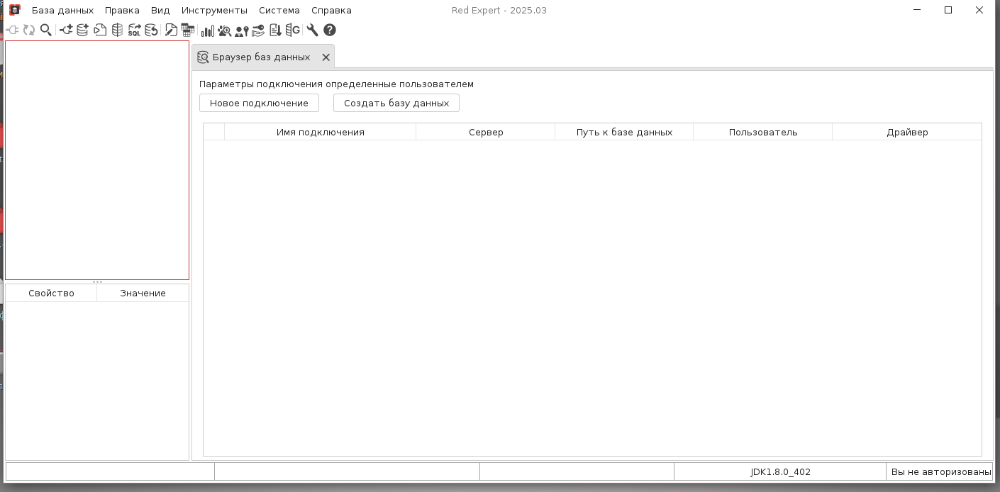 База данных Правка Вид Инструменты Система Справка Red Expert - 2025.03
SQL G
Браузер баз данных
Параметры подключения определенные пользователем
Новое подключение Создать базу данных
Имя подключения Сервер Путь к базе данных Пользователь Драйвер
Свойство Значение
JDK1.8.0_402 Вы не авторизованы